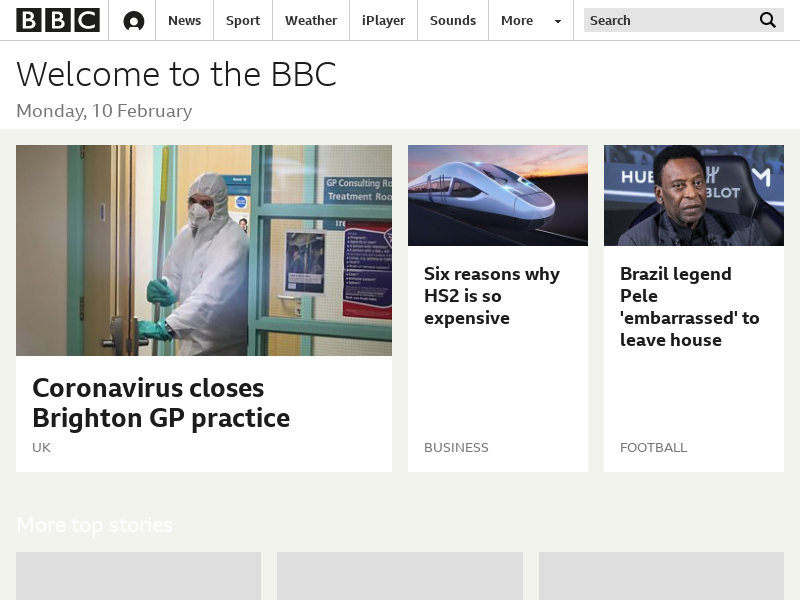 BBC
News
Sport
Weather
iPlayer
Sounds
More
Search
Welcome to the BBC
Monday, 10 February
GP Consulting Ro
Treatment Roo
HUB
BLOT
Coronavirus closes
Brighton GP practice
UK
Six reasons why
HS2 is so
expensive
BUSINESS
Brazil legend
Pele
'embarrassed' to
leave house
FOOTBALL
More top stories